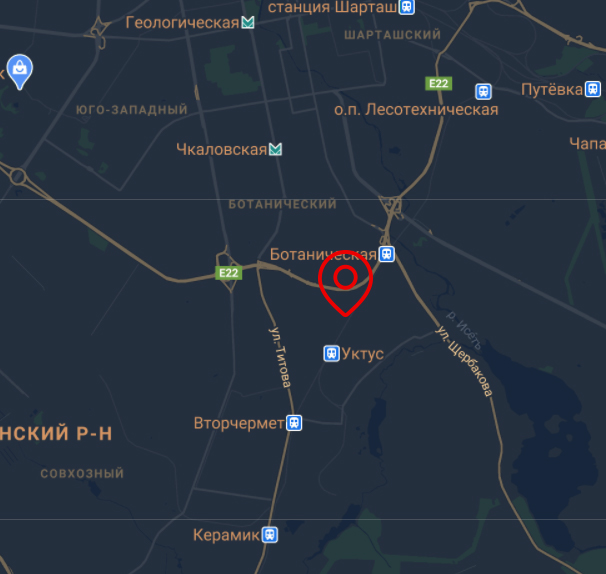 станция Шарташ
Геологическая
ШАРТАШСКИЙ
E22
Путёвка
о.п. Лесотехническая
ЮГО-ЗАПАДНЫЙ
Чкаловская
Чапа
БОТАНИЧЕСКИЙ
Ботаническая
E22
р. Исеть
ул. Титова
ул. Щербакова
Уктус
Вторчермет
НСКИЙ Р-Н
СОВХОЗНЫЙ
Керамик